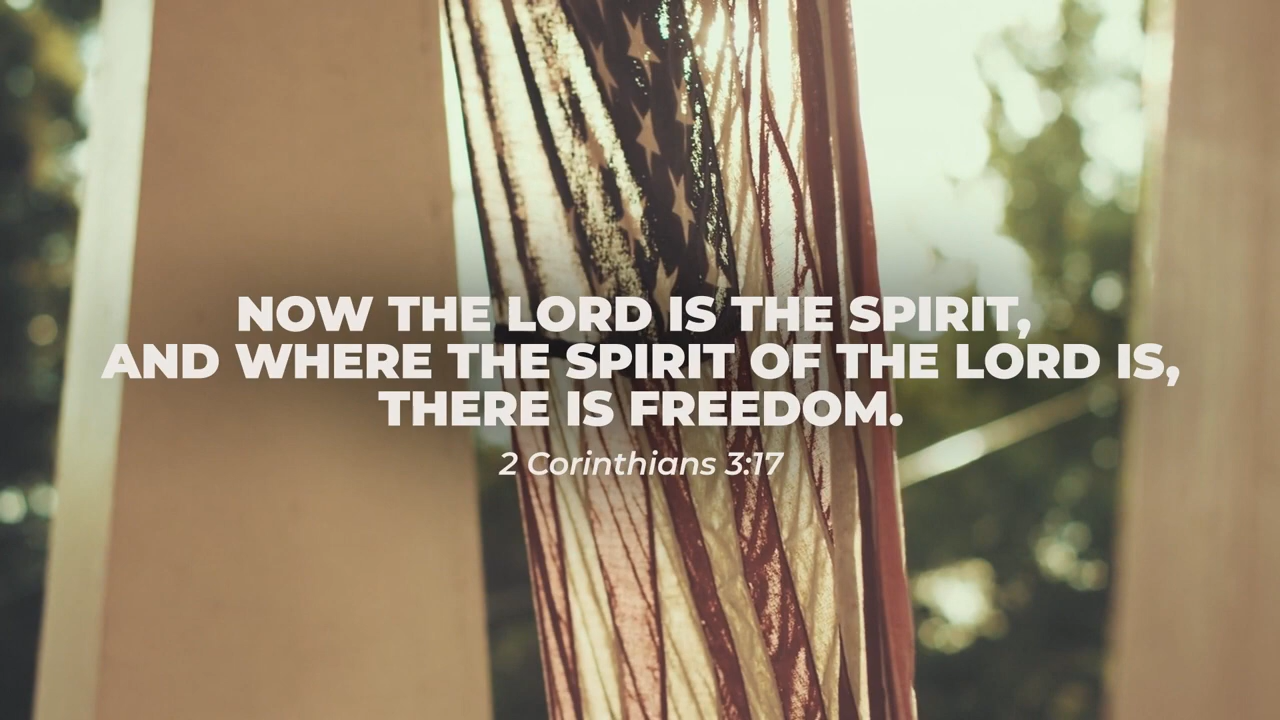 NOW THE LORD IS THE SPIRIT,
AND WHERE THE SPIRIT OF THE LORD IS,
THERE IS FREEDOM.
2 Corinthians 3:17